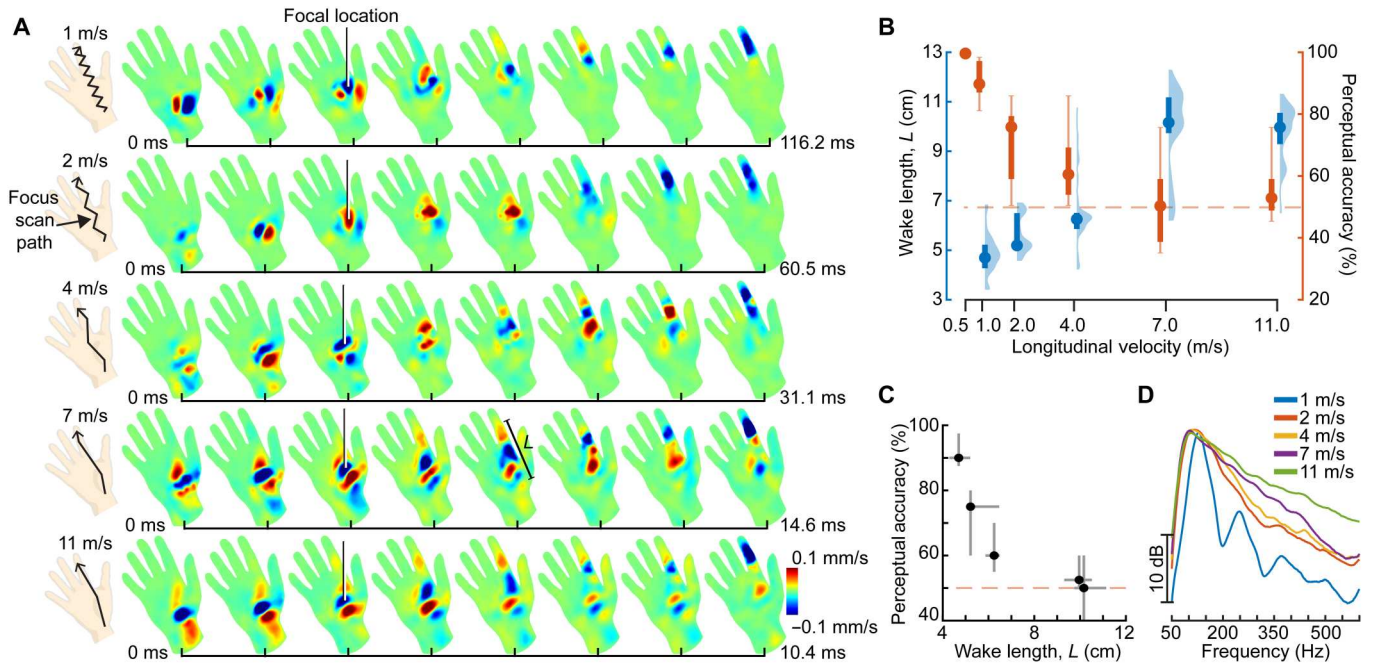 A
Focal location
1 m/s
0 ms
116.2 ms
2 m/s
Focus
scan
path
0 ms
60.5 ms
4 m/s
0 ms
31.1 ms
7 m/s
L
0 ms
14.6 ms
11 m/s
0.1 mm/s
−0.1 mm/s
0 ms
10.4 ms
B
Wake length, L (cm)
13
11
9
7
5
3
100
80
60
40
20
Perceptual accuracy (%)
0.5 1.0 2.0 4.0 7.0 11.0
Longitudinal velocity (m/s)
C
Perceptual accuracy (%)
100
80
60
40
4 8 12
Wake length, L (cm)
D
1 m/s
2 m/s
4 m/s
7 m/s
11 m/s
10 dB
50 200 350 500
Frequency (Hz)